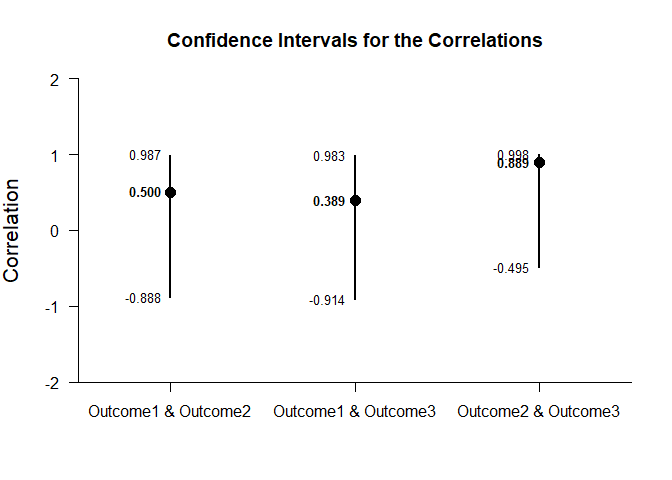 Confidence Intervals for the Correlations
Correlation
2
1
0
-1
-2
0.987
0.500
-0.888
0.983
0.389
-0.914
0.998
0.889
-0.495
Outcome1 & Outcome2
Outcome1 & Outcome3
Outcome2 & Outcome3